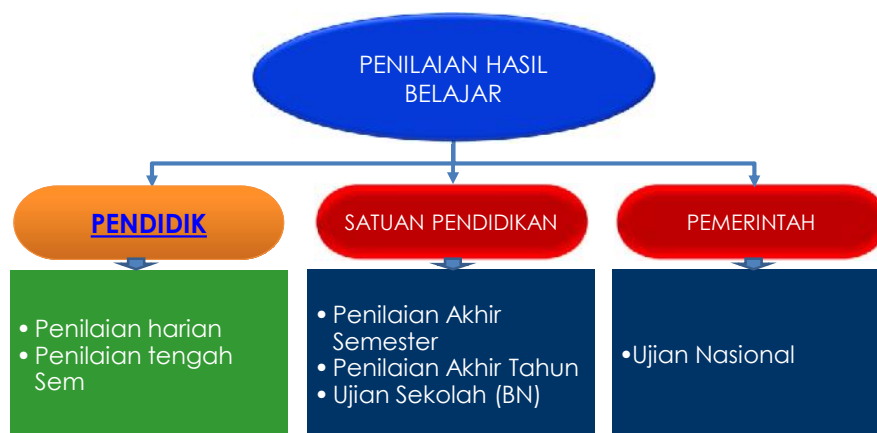 PENILAIAN HASIL
BELAJAR
PENDIDIK
SATUAN PENDIDIKAN
PEMERINTAH
• Penilaian harian
• Penilaian tengah
Sem
• Penilaian Akhir
Semester
• Penilaian Akhir Tahun
• Ujian Sekolah (BN)
•Ujian Nasional